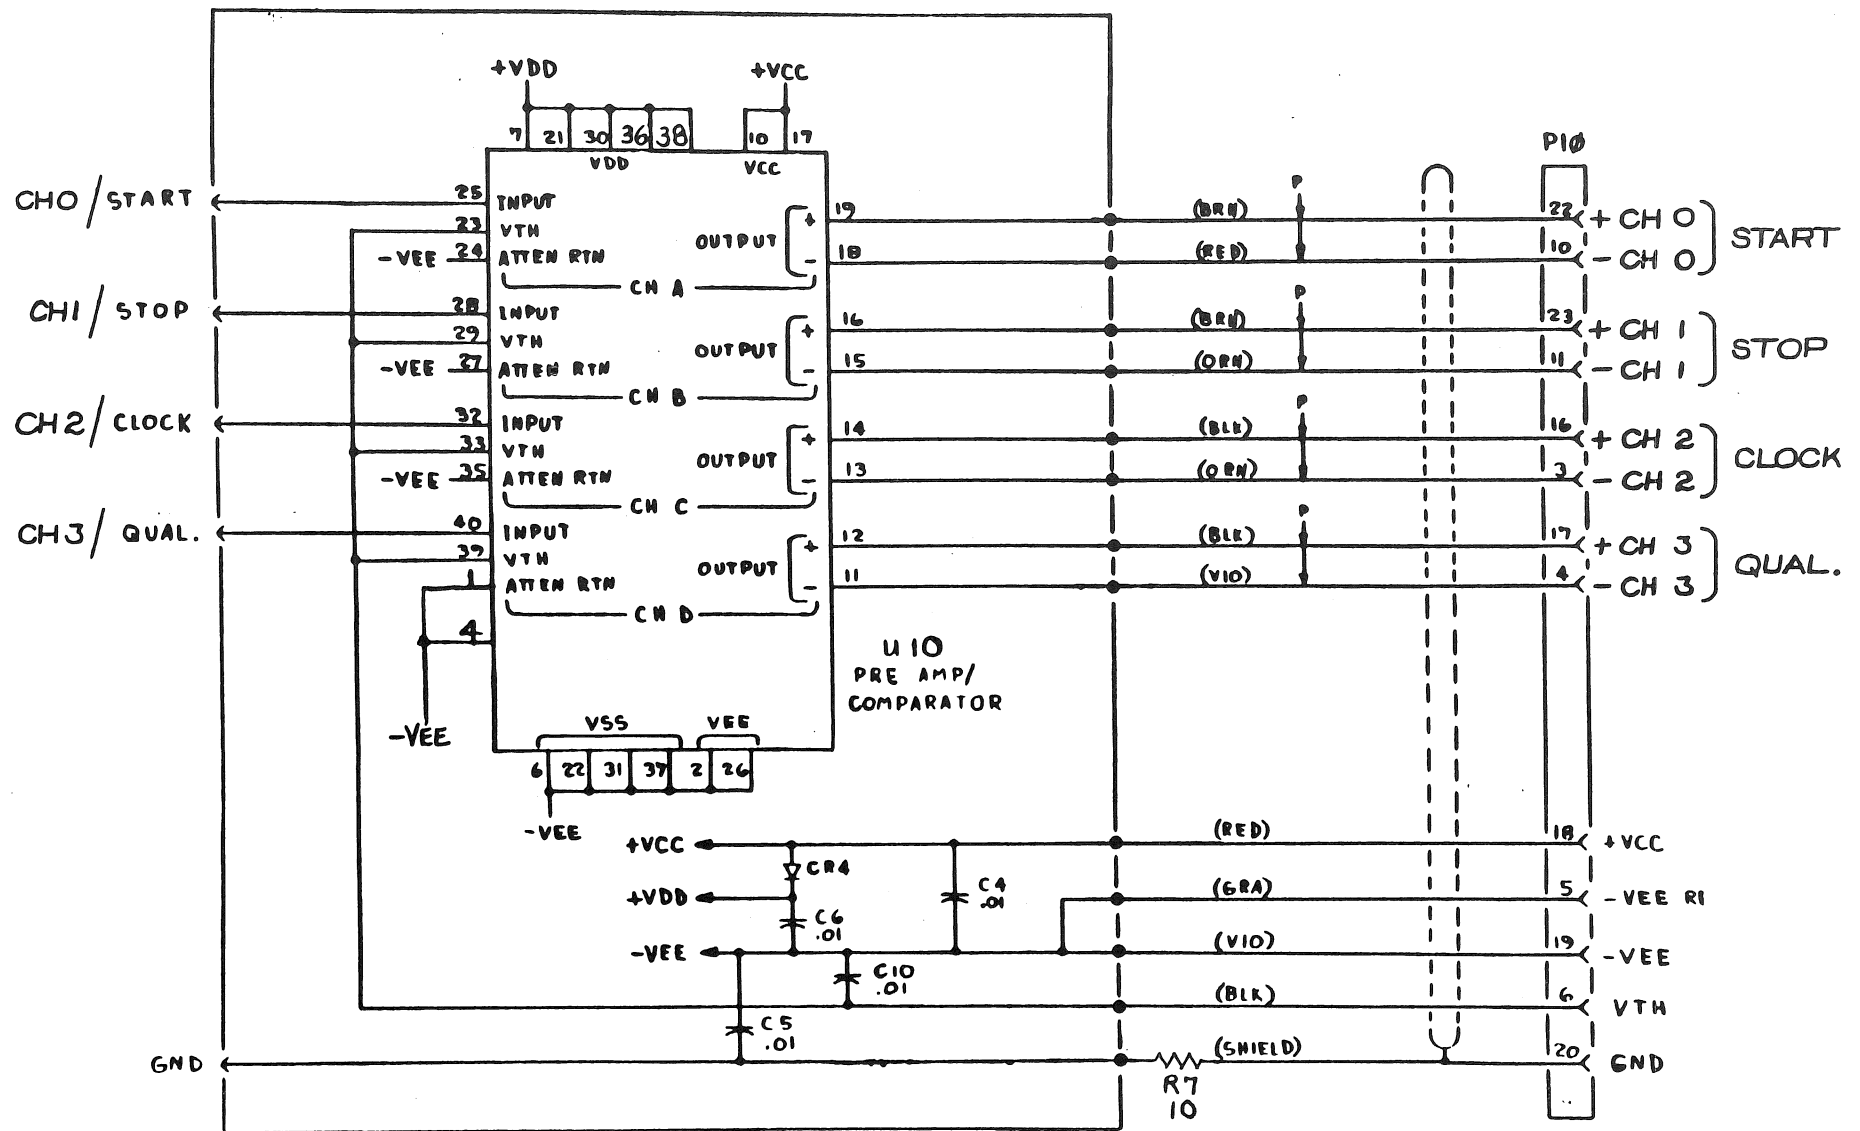 +VDD
+VCC
7 21 30 36 38 10 17
VDD VCC
P1Ø
CH0/START 25 INPUT
23 VTH
-VEE 24 ATTEN RTN
CH A
OUTPUT + 19 (BRN) P 22 + CH 0
- 18 (RED) 10 - CH 0
START
CH1/STOP 28 INPUT
29 VTH
-VEE 27 ATTEN RTN
CH B
OUTPUT + 16 (BRN) P 23 + CH 1
- 15 (ORN) 11 - CH 1
STOP
CH2/CLOCK 32 INPUT
33 VTH
-VEE 35 ATTEN RTN
CH C
OUTPUT + 14 (BLK) P 16 + CH 2
- 13 (ORN) 3 - CH 2
CLOCK
CH3/QUAL. 40 INPUT
39 VTH
1 ATTEN RTN
CH D
OUTPUT + 12 (BLK) P 17 + CH 3
- 11 (VIO) 4 - CH 3
QUAL.
4
-VEE
U10
PRE AMP/
COMPARATOR
VSS VEE
6 22 31 37 2 26
-VEE
+VCC (RED) 18 +VCC
CR4
+VDD (GRA) 5 -VEE RI
C4
.01
C6
.01
-VEE (VIO) 19 -VEE
C10
.01
(BLK) 6 VTH
C5
.01
GND (SHIELD) 20 GND
R7
10